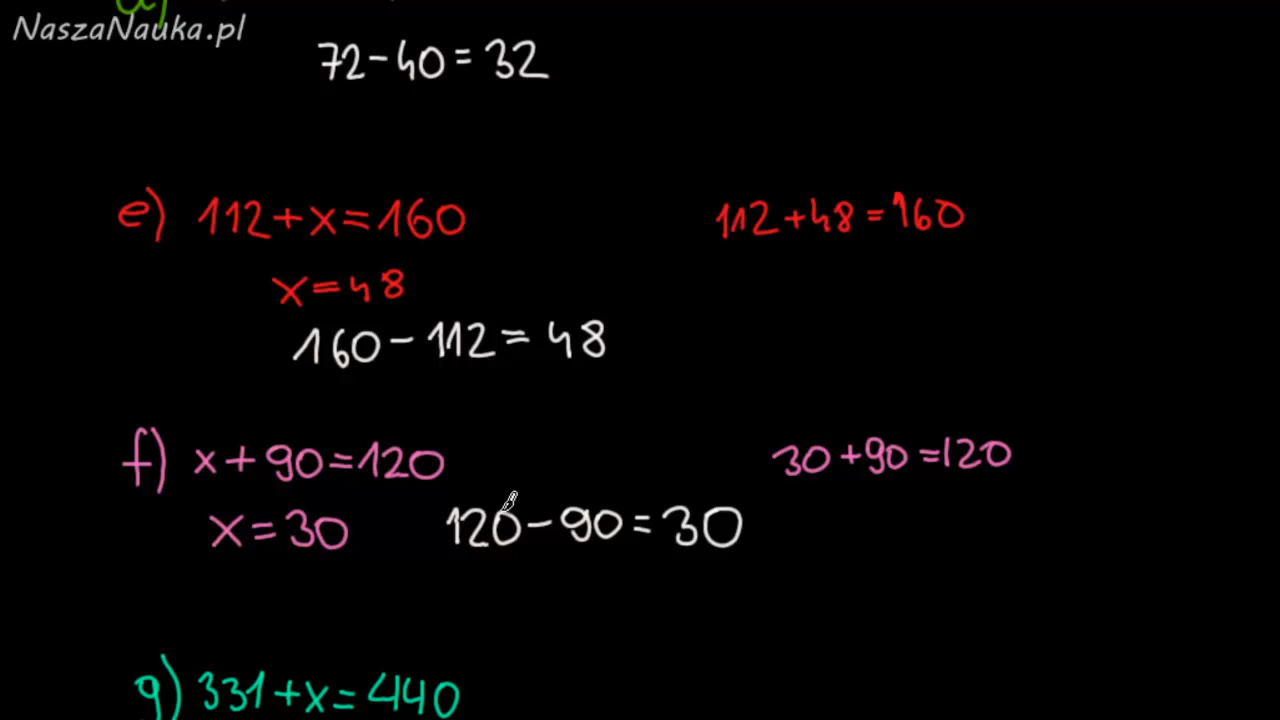 NaszaNauka.pl
72-40=32
e) 112+x=160 112+48=160
x=48
160-112=48
f) x+90=120 30+90=120
x=30 120-90=30
g) 331+x=440